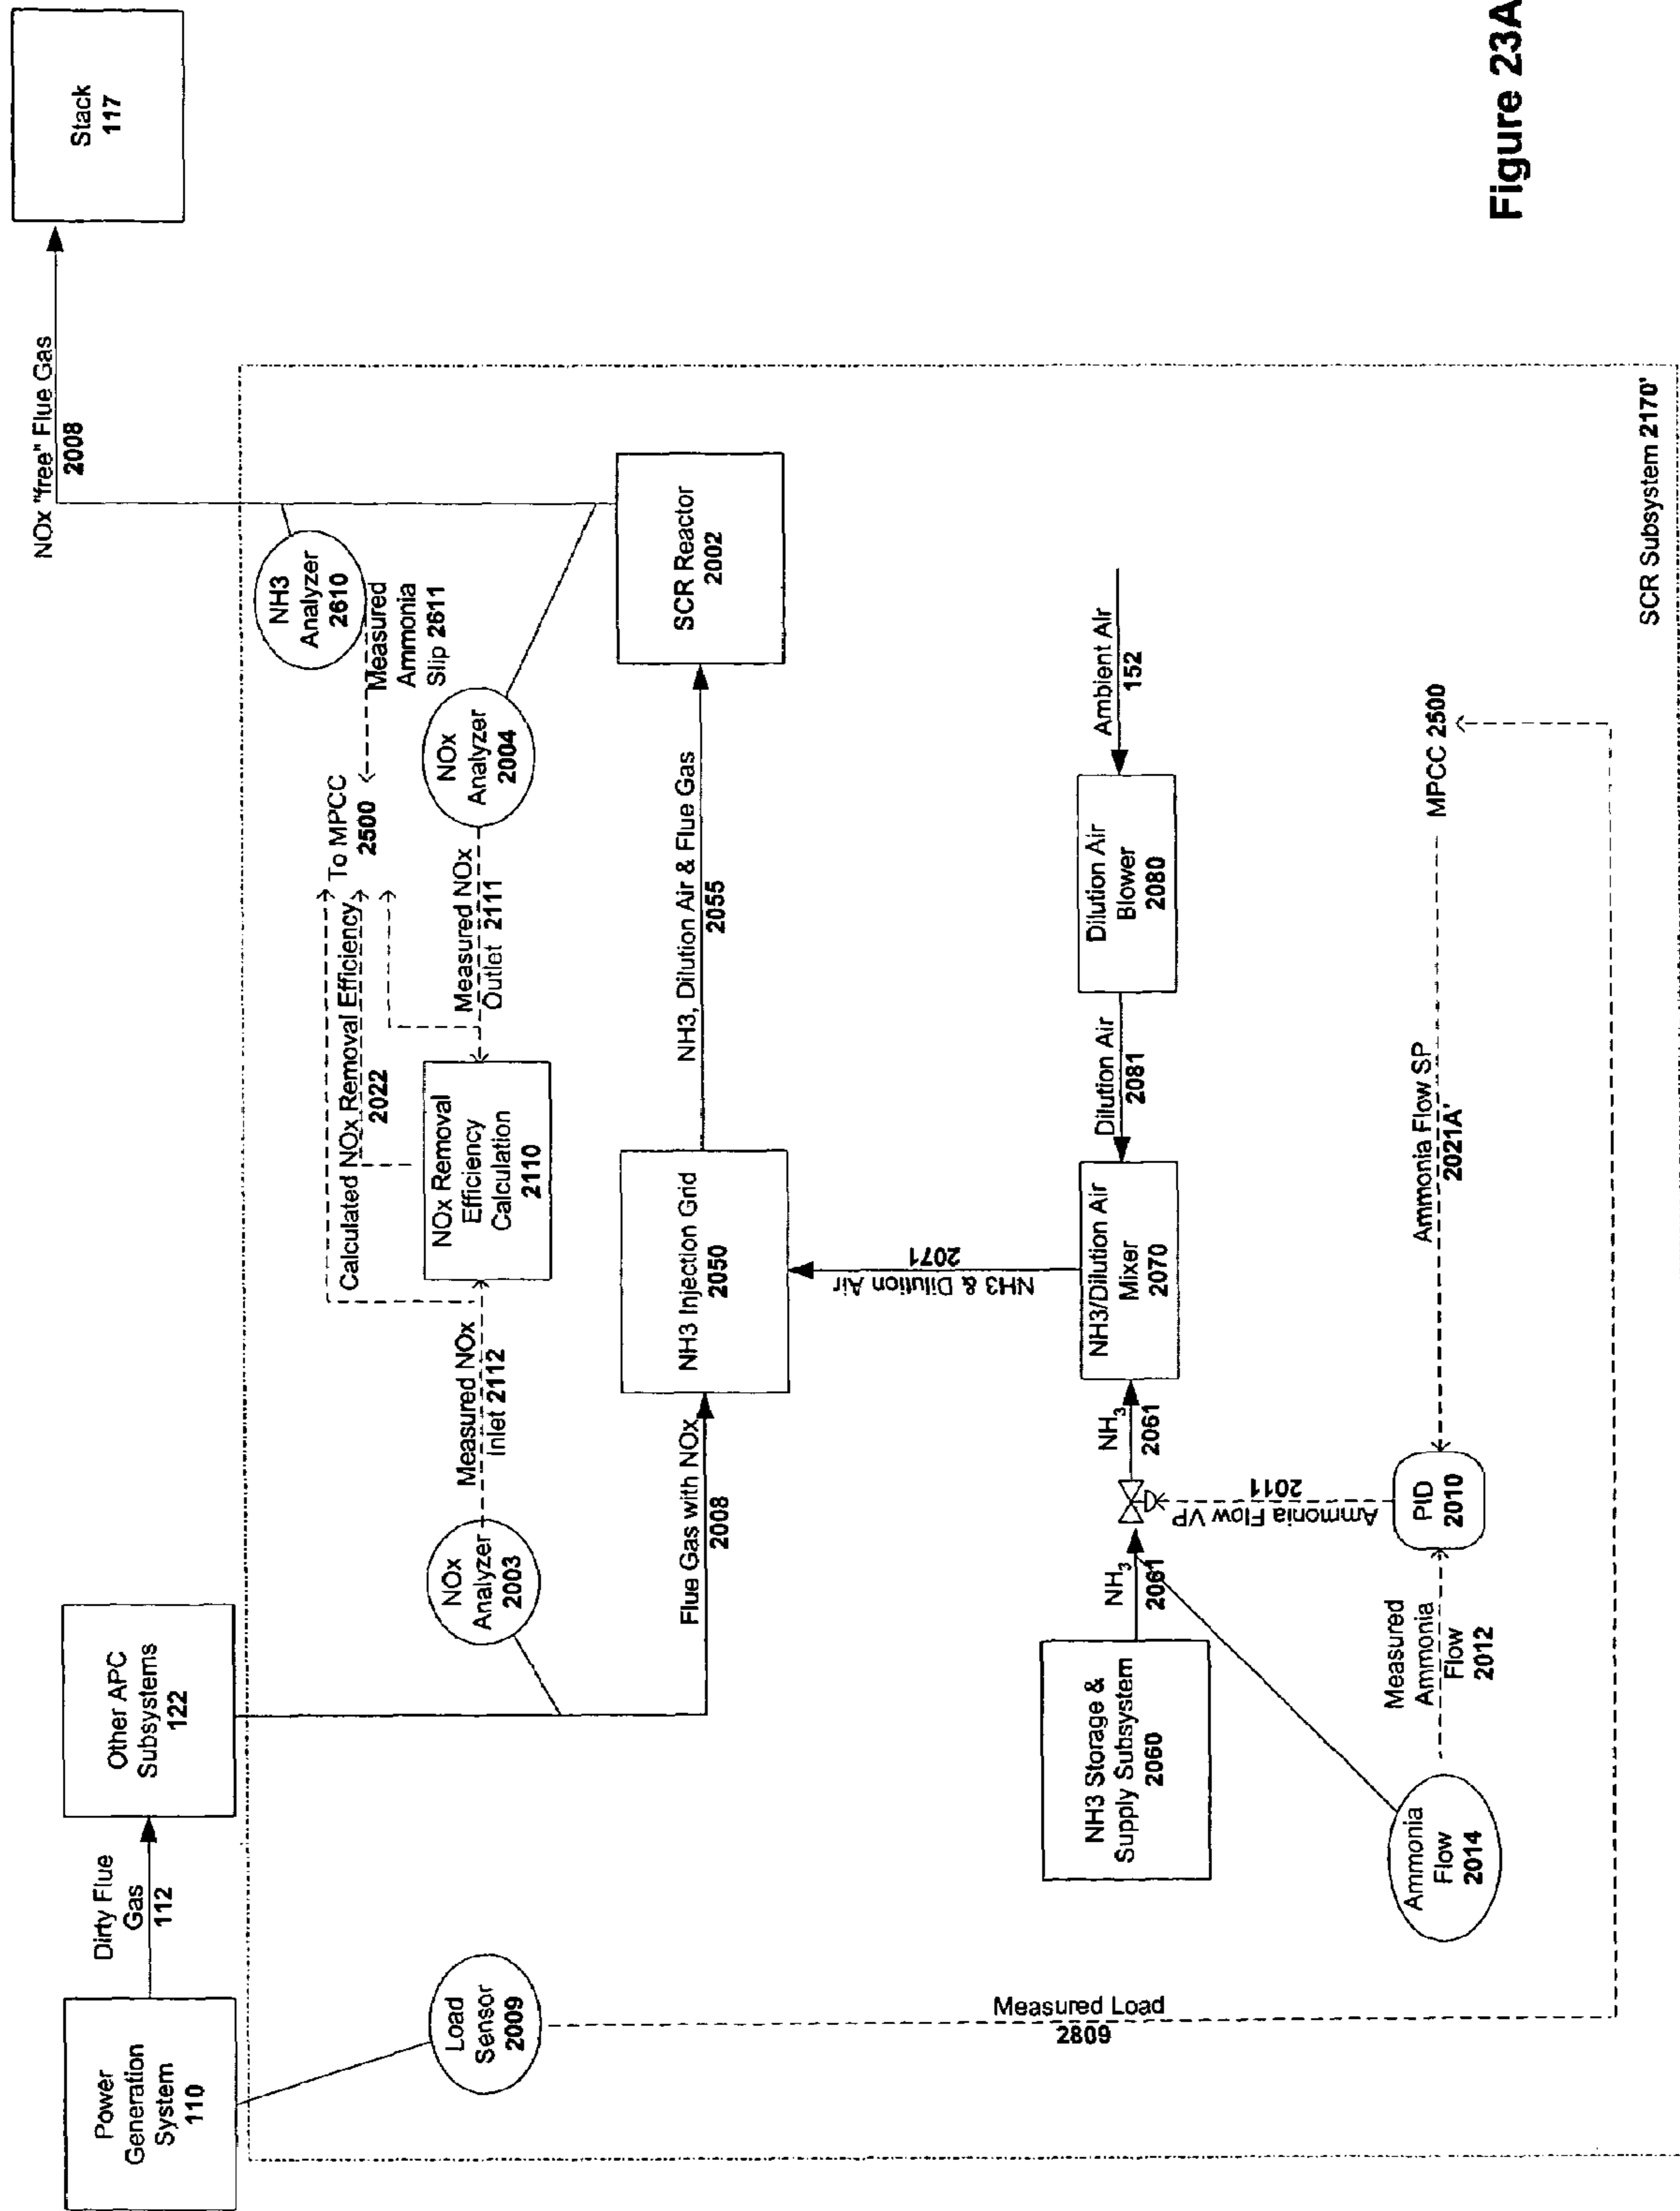 Power
Generation
System
110
Dirty Flue
Gas
112
Other APC
Subsystems
122
NOx "free" Flue Gas
2008
Stack
117
Load
Sensor
2009
NOx
Analyzer
2003
Measured NOx
Inlet 2112
Calculated NOx Removal Efficiency
2022
NOx Removal
Efficiency
Calculation
2110
To MPCC
2500
Measured NOx
Outlet 2111
NOx
Analyzer
2004
NH3
Analyzer
2610
Measured
Ammonia
Slip 2611
Flue Gas with NOx
2008
NH3 Injection Grid
2050
NH3, Dilution Air & Flue Gas
2055
SCR Reactor
2002
NH3 & Dilution Air
2071
NH3 Storage &
Supply Subsystem
2060
NH3
2061
NH3
2061
NH3/Dilution Air
Mixer
2070
Dilution Air
2081
Dilution Air
Blower
2080
Ambient Air
152
Measured Load
2809
Ammonia
Flow
2014
Measured
Ammonia
Flow
2012
Ammonia Flow VP
2011
PID
2010
Ammonia Flow SP
2021A'
MPCC 2500
SCR Subsystem 2170'
Figure 23A